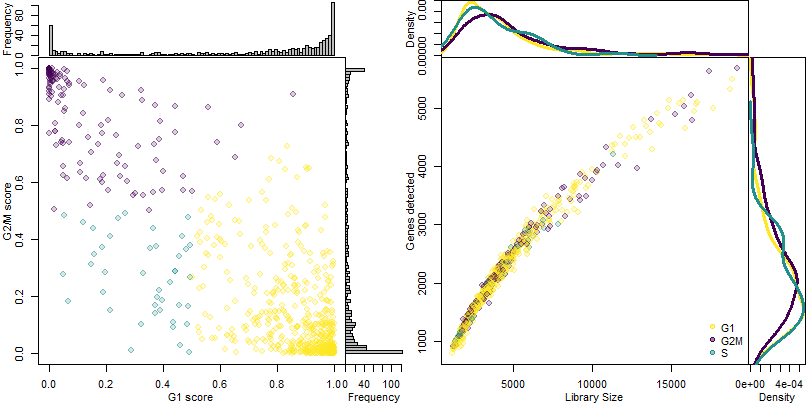 Frequency
0 40 80
G2/M score
0.0 0.2 0.4 0.6 0.8 1.0
0.0 0.2 0.4 0.6 0.8 1.0
G1 score
0 40 100
Frequency
Density
0.00000
Genes detected
1000 2000 3000 4000 5000
5000 10000 15000
Library Size
G1
G2M
S
0e+00 4e-04
Density